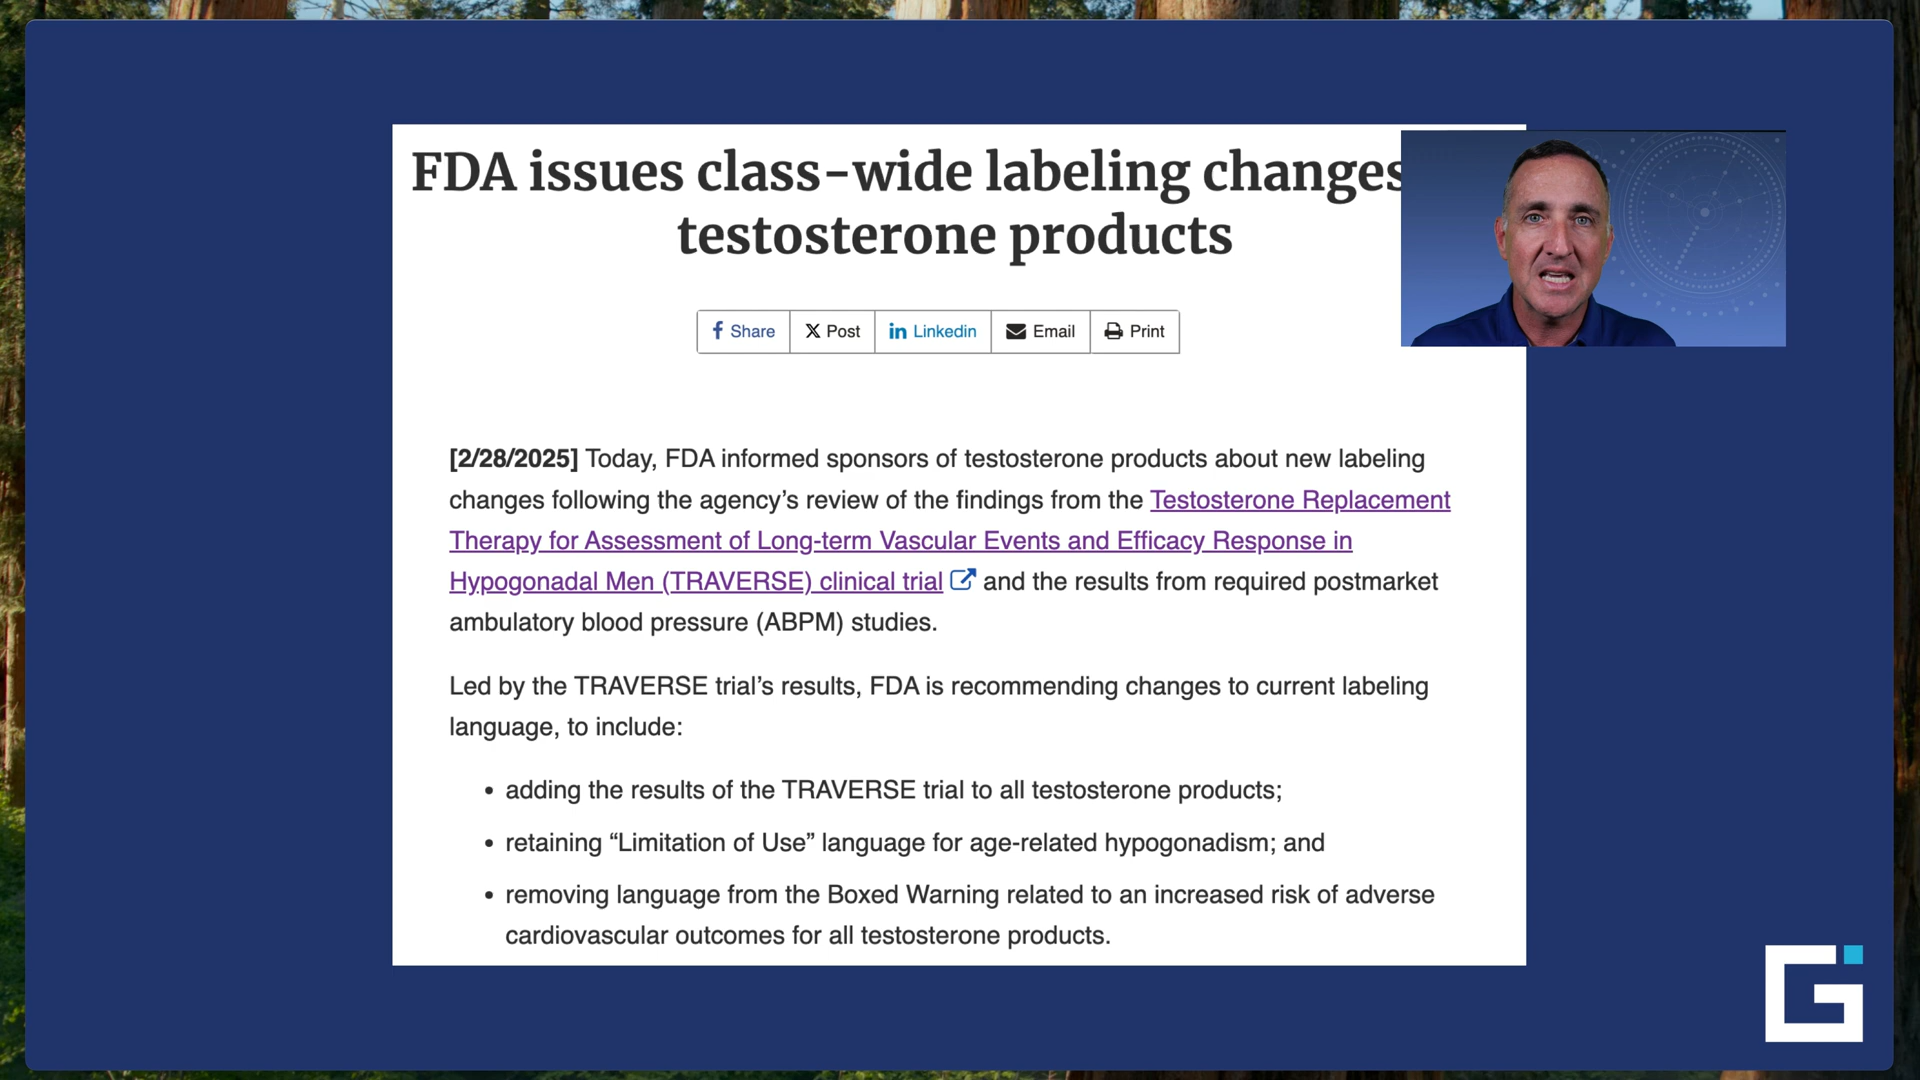 FDA issues class-wide labeling changes
testosterone products
Share
Post
Linkedin
Email
Print
[2/28/2025] Today, FDA informed sponsors of testosterone products about new labeling
changes following the agency’s review of the findings from the Testosterone Replacement
Therapy for Assessment of Long-term Vascular Events and Efficacy Response in
Hypogonadal Men (TRAVERSE) clinical trial and the results from required postmarket
ambulatory blood pressure (ABPM) studies.
Led by the TRAVERSE trial’s results, FDA is recommending changes to current labeling
language, to include:
• adding the results of the TRAVERSE trial to all testosterone products;
• retaining “Limitation of Use” language for age-related hypogonadism; and
• removing language from the Boxed Warning related to an increased risk of adverse
cardiovascular outcomes for all testosterone products.